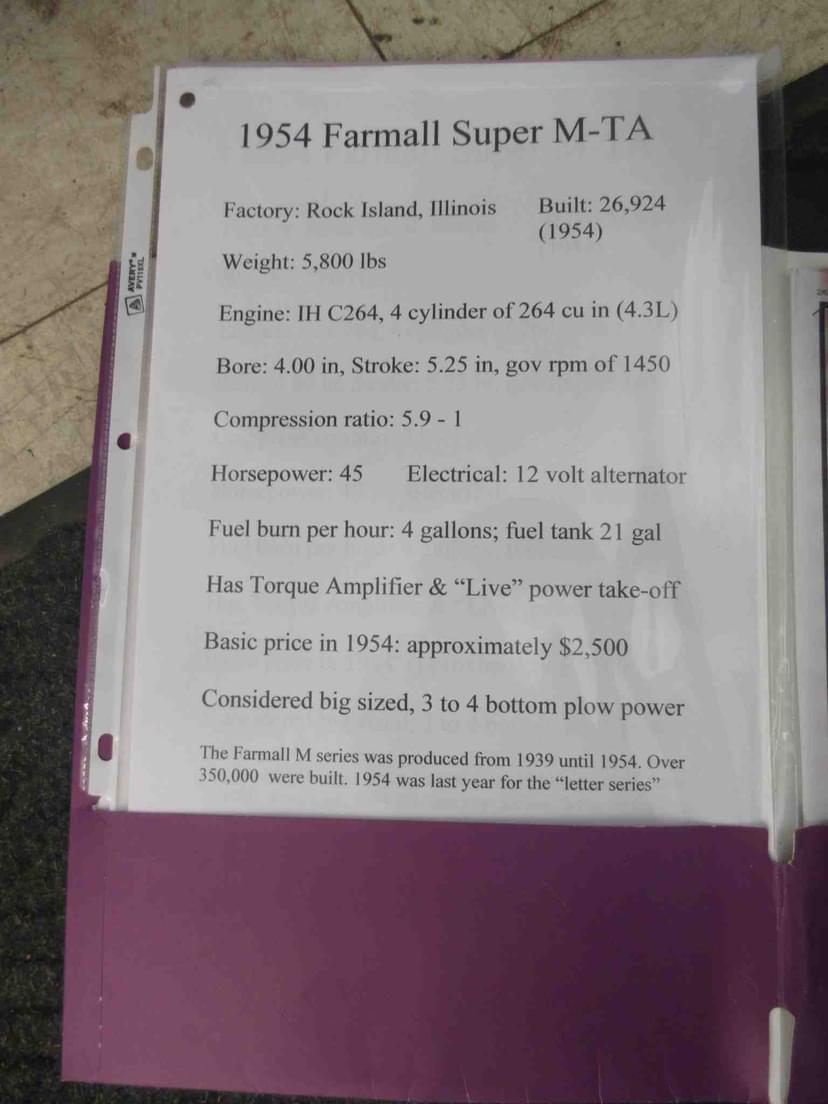 1954 Farmall Super M-TA
Factory: Rock Island, Illinois Built: 26,924
(1954)
Weight: 5,800 lbs
Engine: IH C264, 4 cylinder of 264 cu in (4.3L)
Bore: 4.00 in, Stroke: 5.25 in, gov rpm of 1450
Compression ratio: 5.9 - 1
Horsepower: 45 Electrical: 12 volt alternator
Fuel burn per hour: 4 gallons; fuel tank 21 gal
Has Torque Amplifier & “Live” power take-off
Basic price in 1954: approximately $2,500
Considered big sized, 3 to 4 bottom plow power
The Farmall M series was produced from 1939 until 1954. Over
350,000 were built. 1954 was last year for the “letter series”
AVERY®